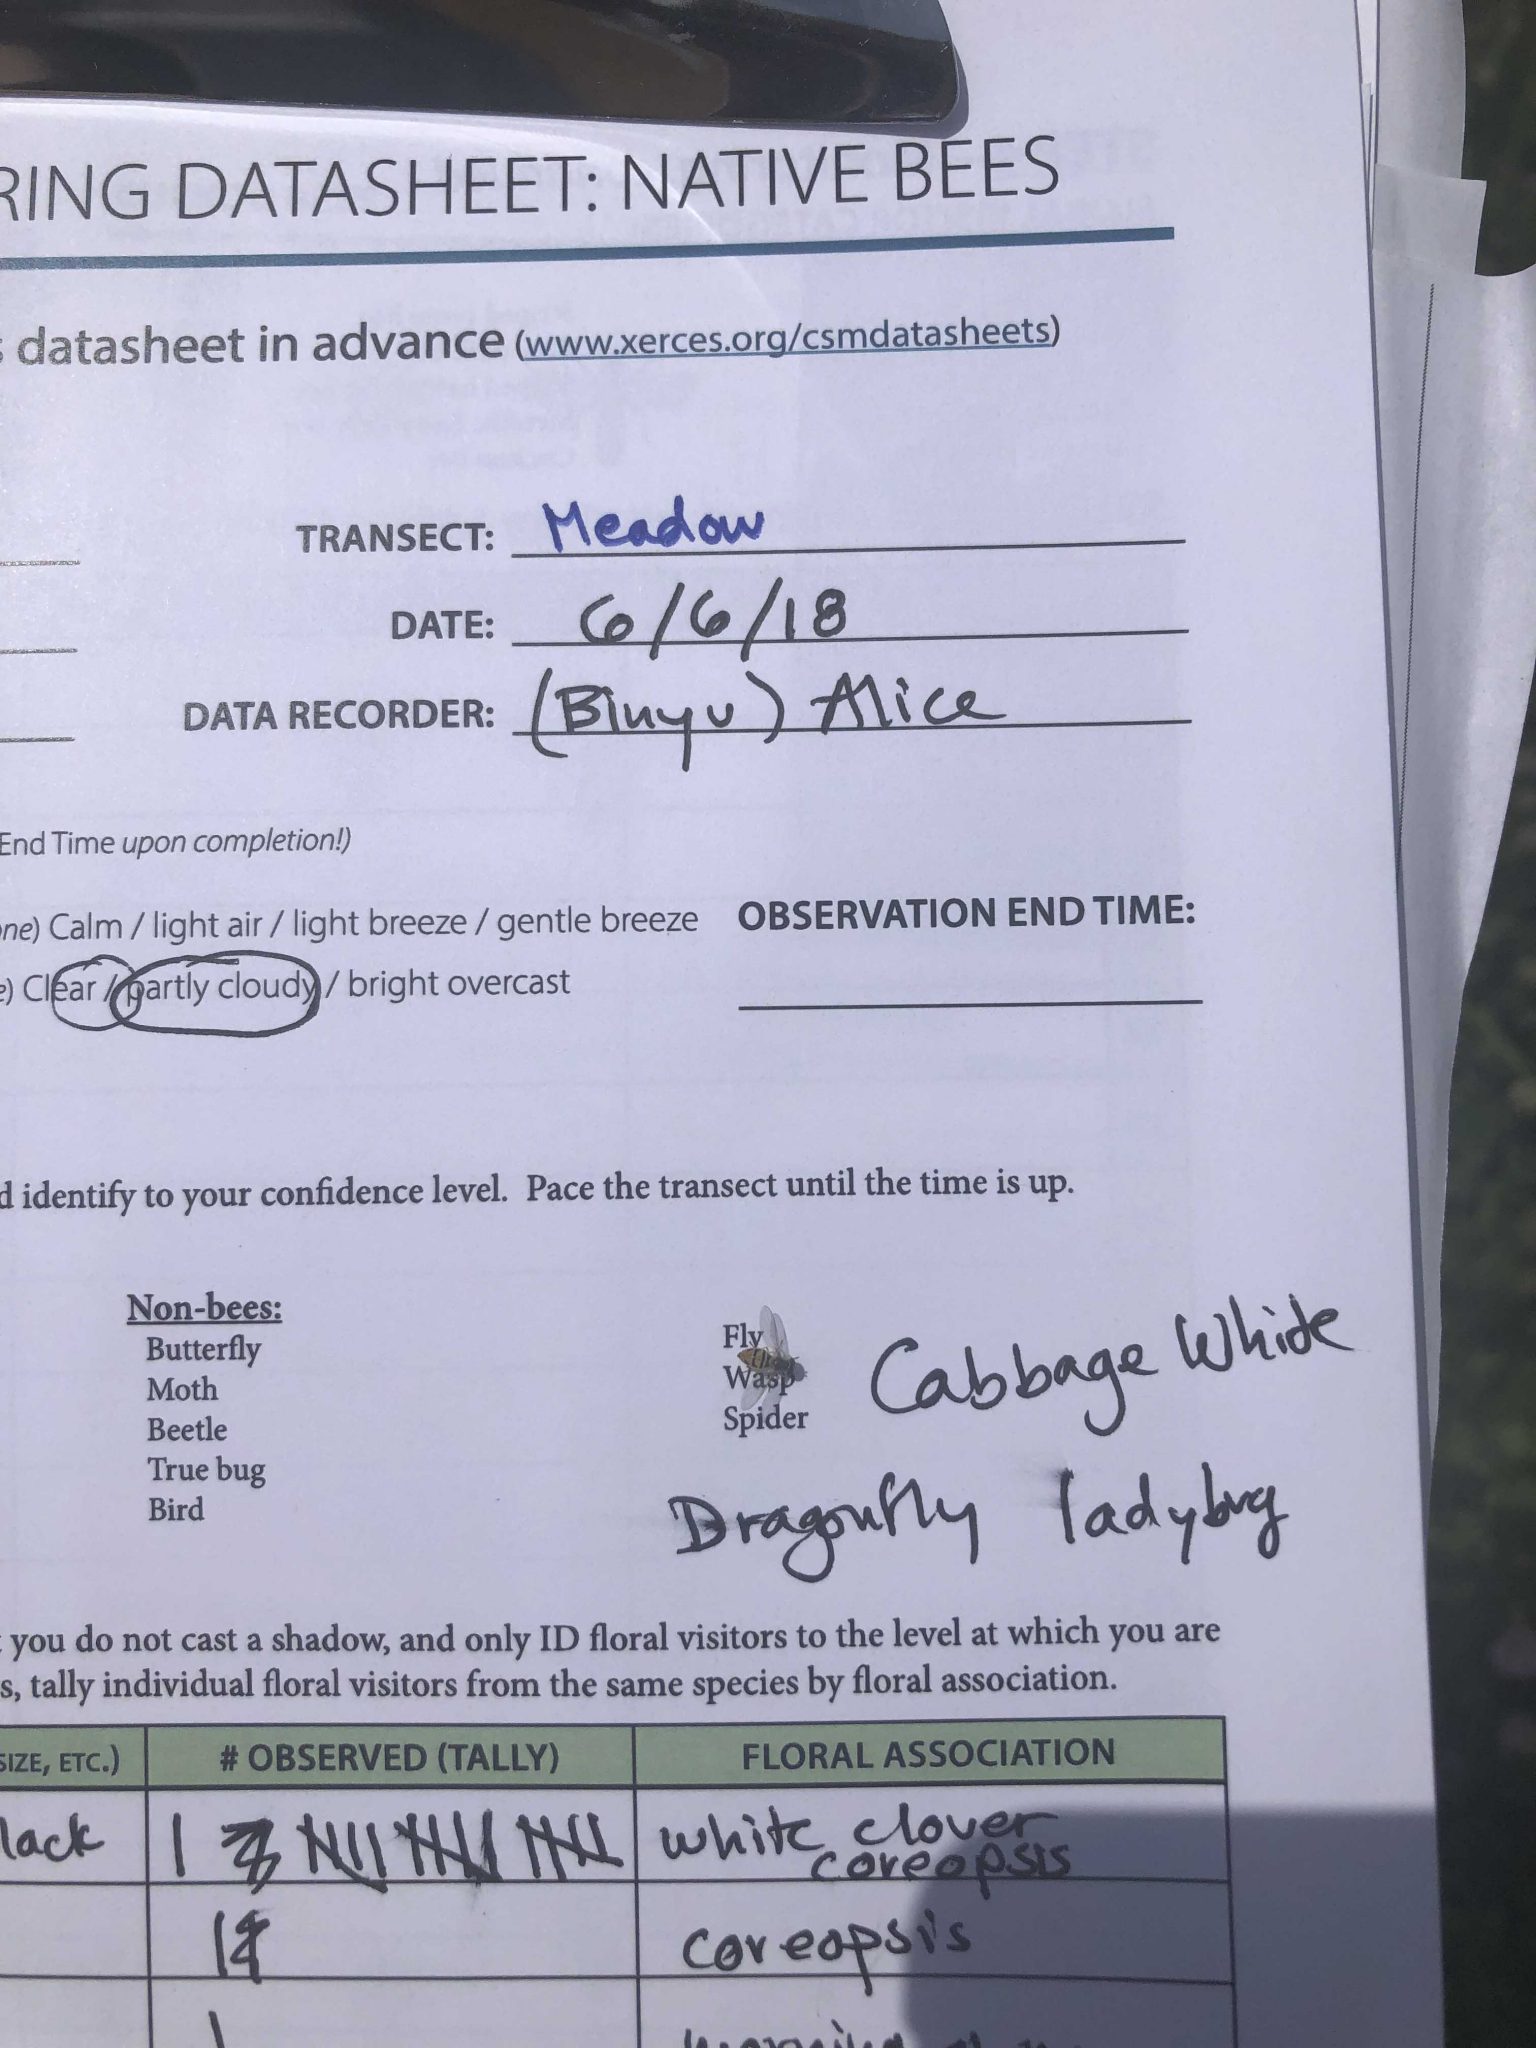 RING DATASHEET: NATIVE BEES
datasheet in advance (www.xerces.org/csmdatasheets)
TRANSECT: Meadow
DATE: 6/6/18
DATA RECORDER: (Binyu) Alice
End Time upon completion!)
ne) Calm / light air / light breeze / gentle breeze
OBSERVATION END TIME:
e) Clear / partly cloudy / bright overcast
d identify to your confidence level. Pace the transect until the time is up.
Non-bees:
Butterfly
Moth
Beetle
True bug
Bird
Fly
Wasp
Spider
Cabbage White
Dragonfly ladybug
you do not cast a shadow, and only ID floral visitors to the level at which you are
s, tally individual floral visitors from the same species by floral association.
SIZE, ETC.) # OBSERVED (TALLY) FLORAL ASSOCIATION
lack white clover
coreopsis
coreopsis